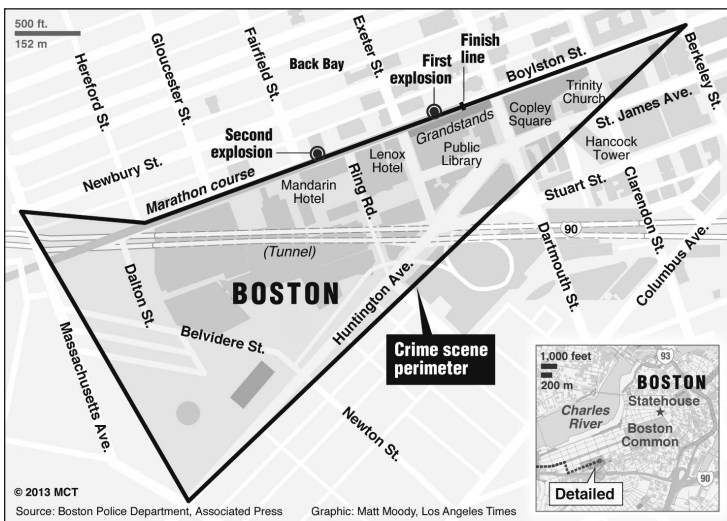 500 ft.
152 m
Hereford St.
Gloucester St.
Fairfield St.
Back Bay
Exeter St.
First
explosion
Finish
line
Boylston St.
Berkeley St.
Trinity
Church
Copley
Square
St. James Ave.
Grandstands
Public
Library
Hancock
Tower
Second
explosion
Lenox
Hotel
Mandarin
Hotel
Ring Rd.
Newbury St.
Marathon course
Stuart St.
Clarendon St.
90
Dartmouth St.
Columbus Ave.
(Tunnel)
Dalton St.
BOSTON
Huntington Ave.
Belvidere St.
Massachusetts Ave.
Crime scene
perimeter
Newton St.
1,000 feet
200 m
93
BOSTON
Statehouse
Charles
River
Boston
Common
90
Detailed
© 2013 MCT
Source: Boston Police Department, Associated Press
Graphic: Matt Moody, Los Angeles Times